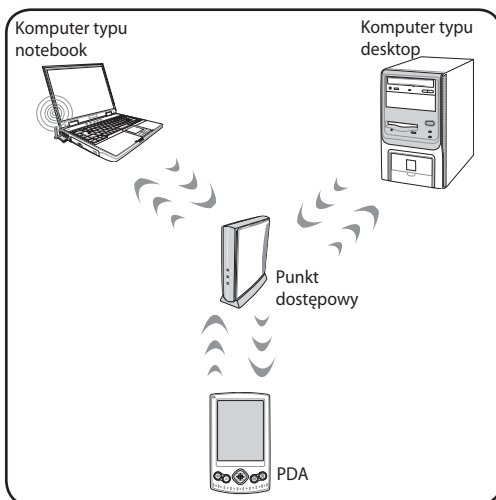 Komputer typu
notebook
Komputer typu
desktop
Punkt
dostępowy
PDA